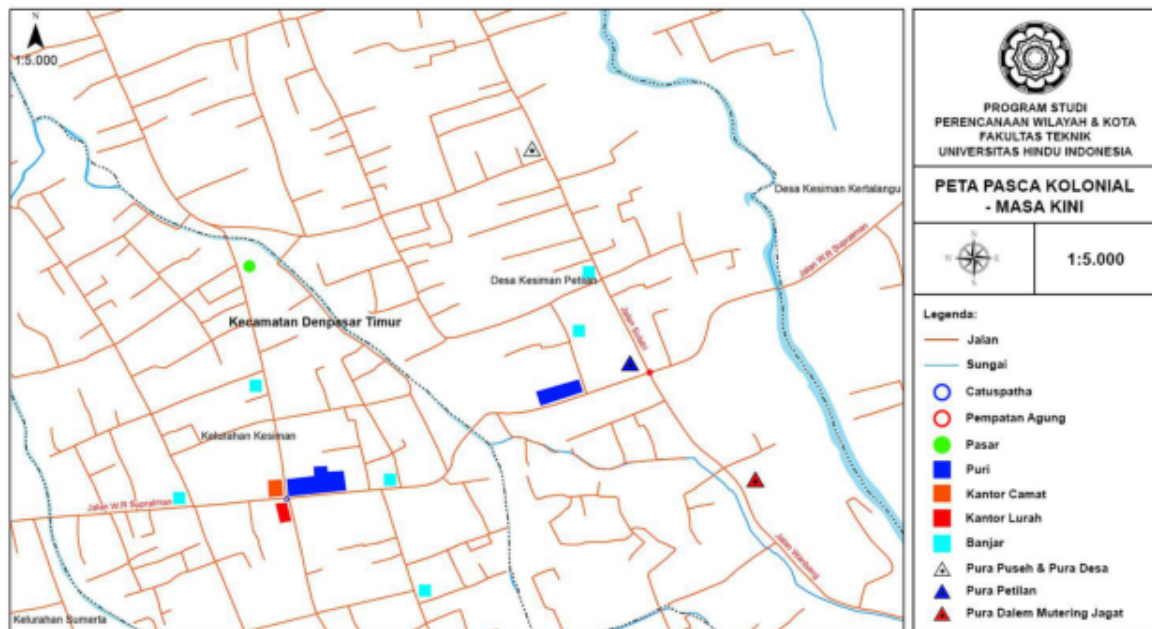 N
1:5.000
Desa Kesiman Kertalangu
Jalan W.R Supratman
Desa Kesiman Petilan
Kecamatan Denpasar Timur
Kelurahan Kesiman
Jalan W.R Supratman
Kelurahan Sumerta
PROGRAM STUDI
PERENCANAAN WILAYAH & KOTA
FAKULTAS TEKNIK
UNIVERSITAS HINDU INDONESIA
PETA PASCA KOLONIAL
- MASA KINI
N
W
E
S
1:5.000
Legenda:
Jalan
Sungai
Catuspatha
Pempatan Agung
Pasar
Puri
Kantor Camat
Kantor Lurah
Banjar
Pura Puseh & Pura Desa
Pura Petilan
Pura Dalem Mutering Jagat